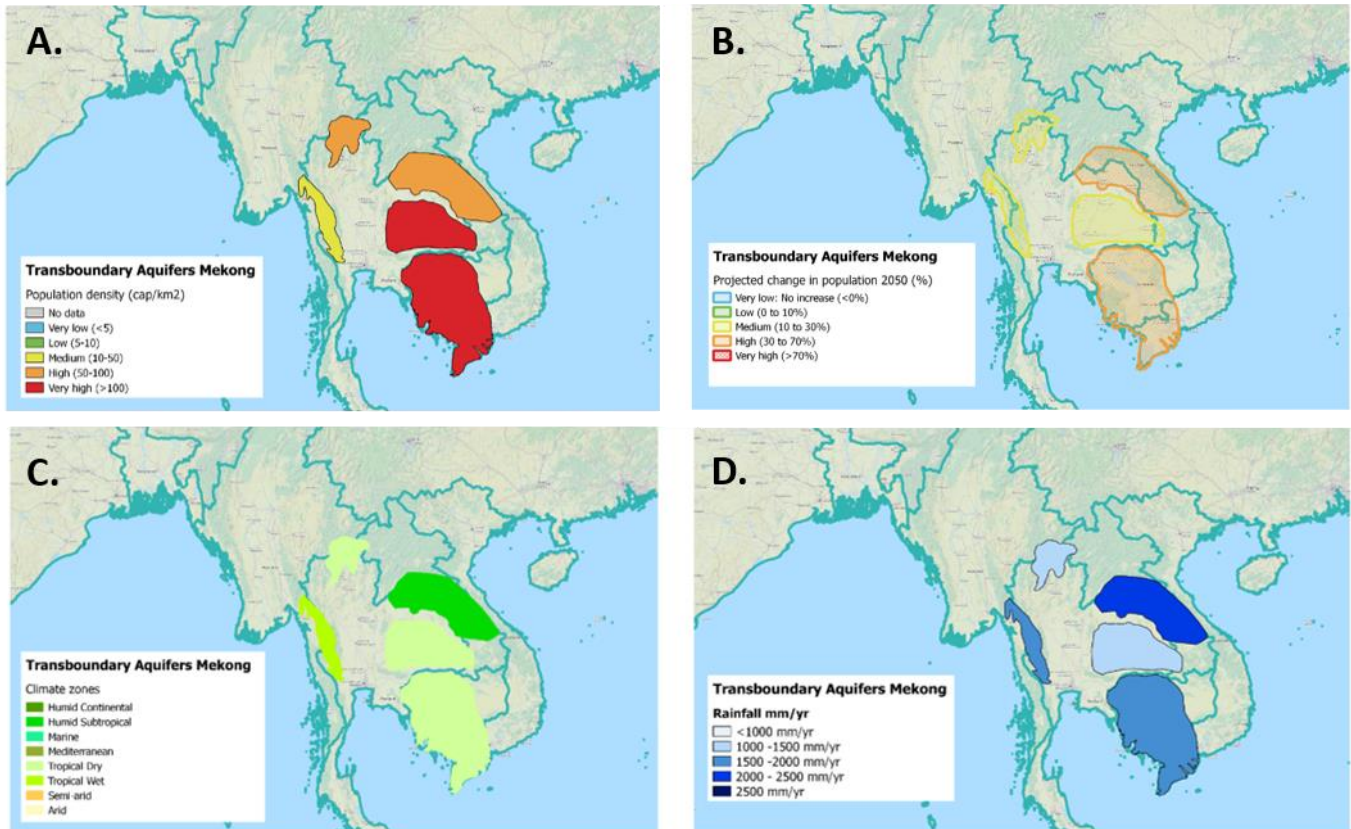 A.
Transboundary Aquifers Mekong
Population density (cap/km2)
No data
Very low (<5)
Low (5-10)
Medium (10-50)
High (50-100)
Very high (>100)
B.
Transboundary Aquifers Mekong
Projected change in population 2050 (%)
Very low: No increase (<0%)
Low (0 to 10%)
Medium (10 to 30%)
High (30 to 70%)
Very high (>70%)
C.
Transboundary Aquifers Mekong
Climate zones
Humid Continental
Humid Subtropical
Marine
Mediterranean
Tropical Dry
Tropical Wet
Semi-arid
Arid
D.
Transboundary Aquifers Mekong
Rainfall mm/yr
<1000 mm/yr
1000 -1500 mm/yr
1500 -2000 mm/yr
2000 - 2500 mm/yr
2500 mm/yr